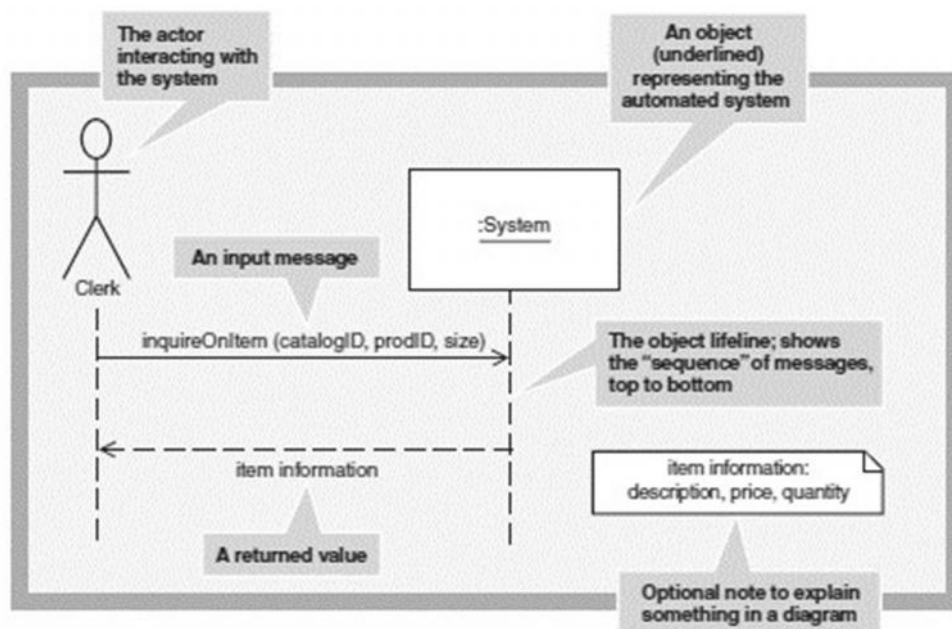 The actor
interacting with
the system
An object
(underlined)
representing the
automated system
:System
An input message
Clerk
inquireOnItem (catalogID, prodID, size)
The object lifeline; shows
the “sequence” of messages,
top to bottom
item information
item information:
description, price, quantity
A returned value
Optional note to explain
something in a diagram